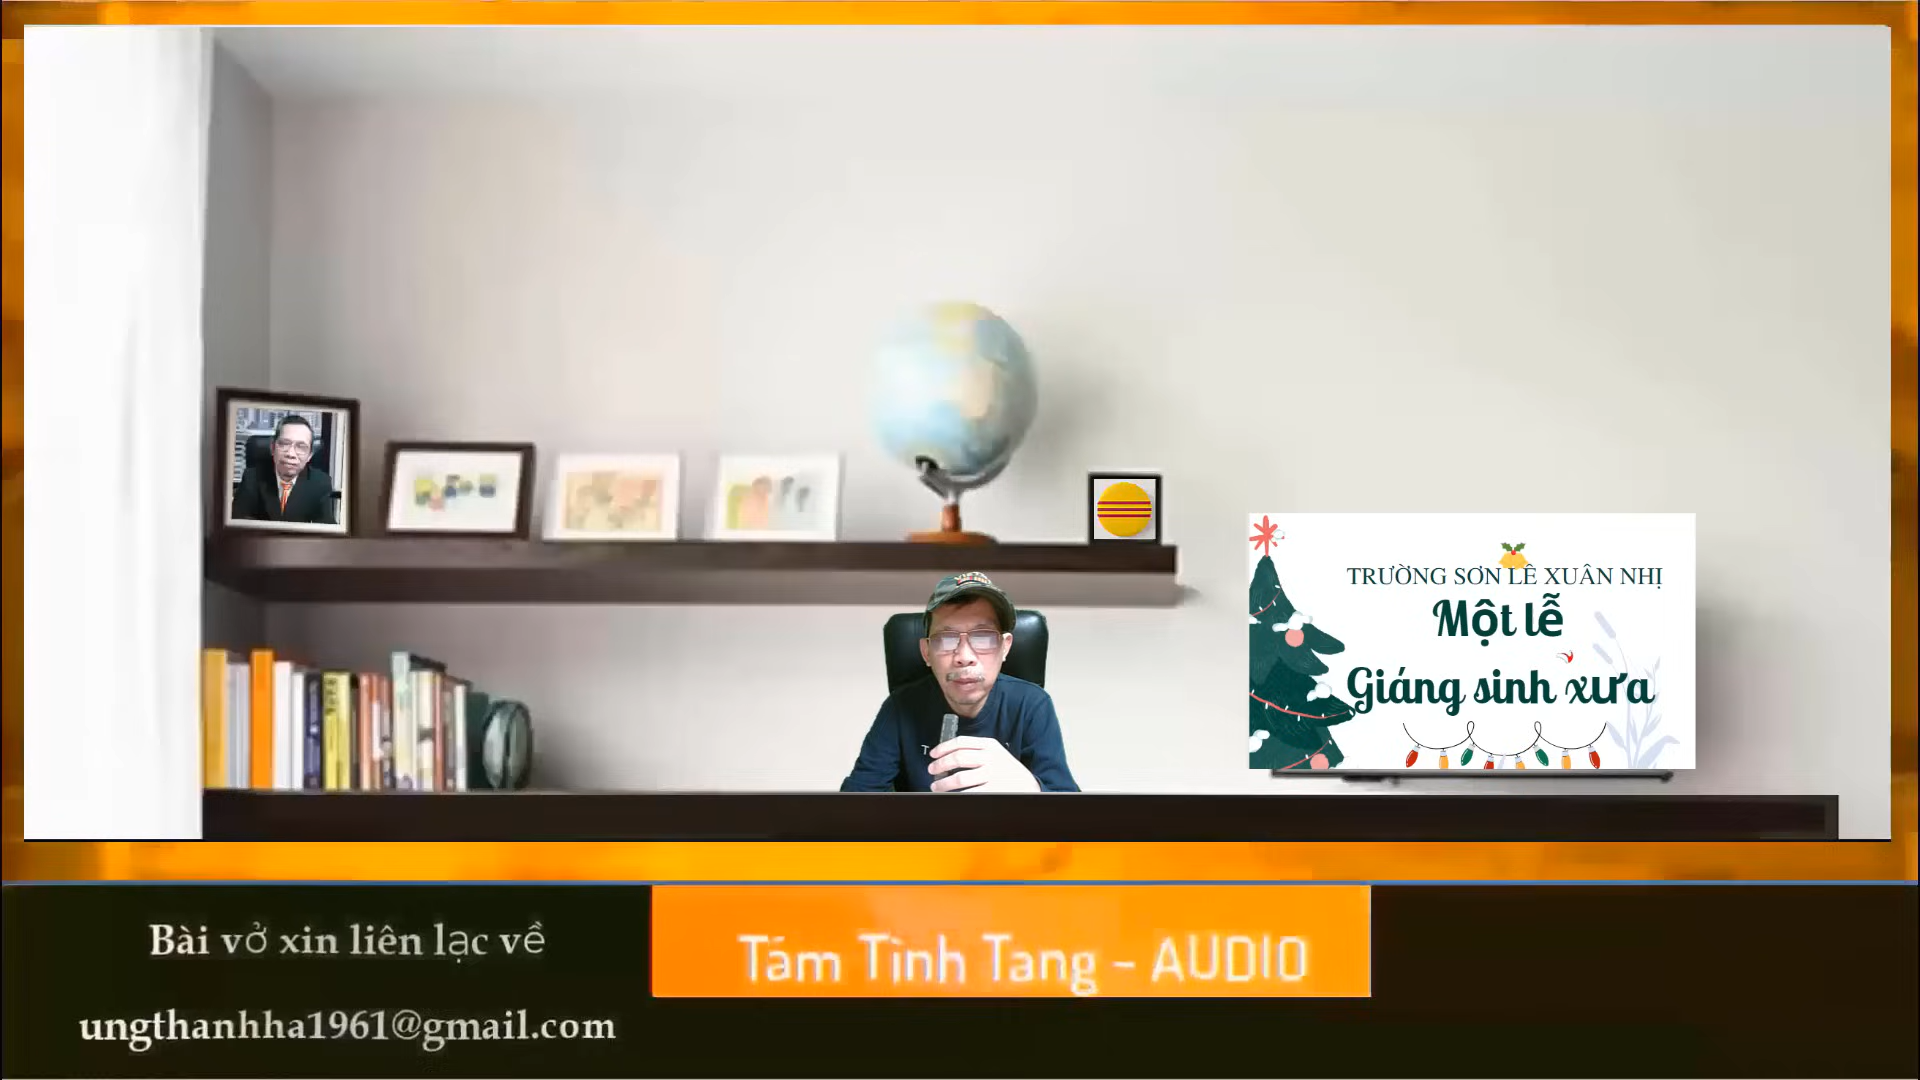 TRƯỜNG SƠN LÊ XUÂN NHỊ
Một lễ
Giáng sinh xưa
Bài vở xin liên lạc về
ungthanhha1961@gmail.com
Tám Tình Tang - AUDIO